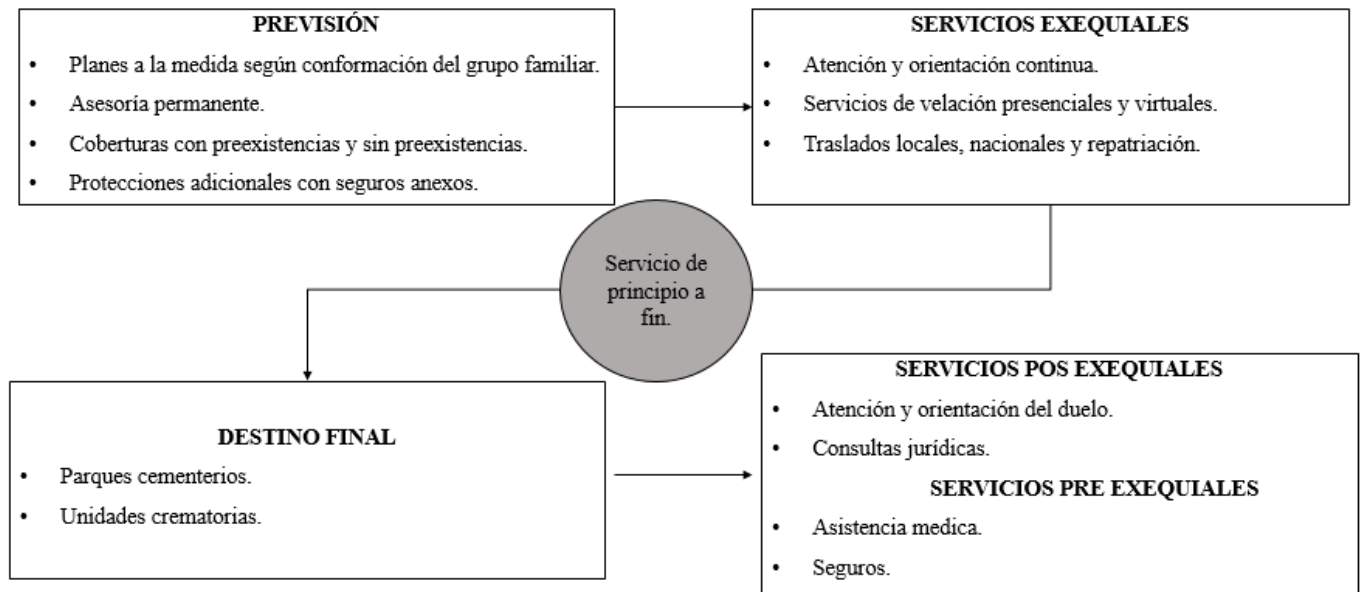 PREVISIÓN
• Planes a la medida según conformación del grupo familiar.
• Asesoría permanente.
• Coberturas con preexistencias y sin preexistencias.
• Protecciones adicionales con seguros anexos.
SERVICIOS EXEQUIALES
• Atención y orientación continua.
• Servicios de velación presenciales y virtuales.
• Traslados locales, nacionales y repatriación.
Servicio de
principio a
fín.
DESTINO FINAL
• Parques cementerios.
• Unidades crematorias.
SERVICIOS POS EXEQUIALES
• Atención y orientación del duelo.
• Consultas jurídicas.
SERVICIOS PRE EXEQUIALES
• Asistencia medica.
• Seguros.